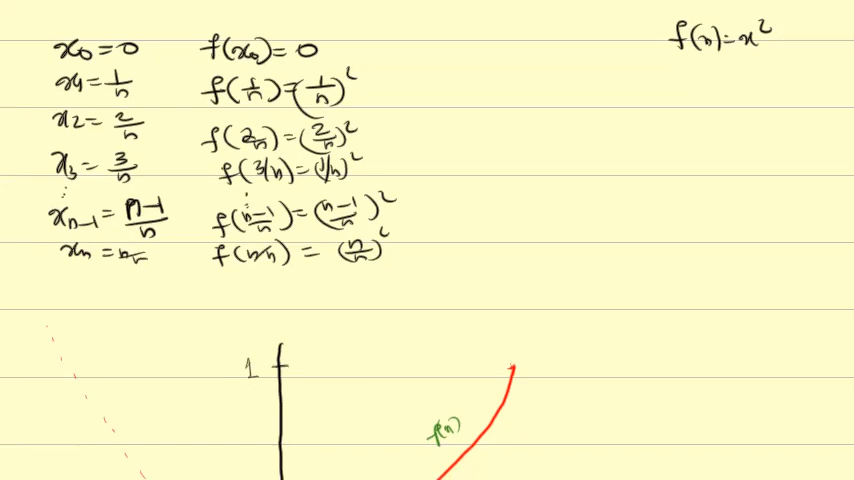 f(x)=x²
x₀=0 f(x₀)=0
x₁=1/n f(1/n)=(1/n)²
x₂=2/n f(2/n)=(2/n)²
x₃=3/n f(3/n)=(3/n)²
⋮ ⋮
xₙ₋₁=n-1/n f(n-1/n)=(n-1/n)²
xₙ=n/n f(n/n)=(n/n)²
1
f(x)